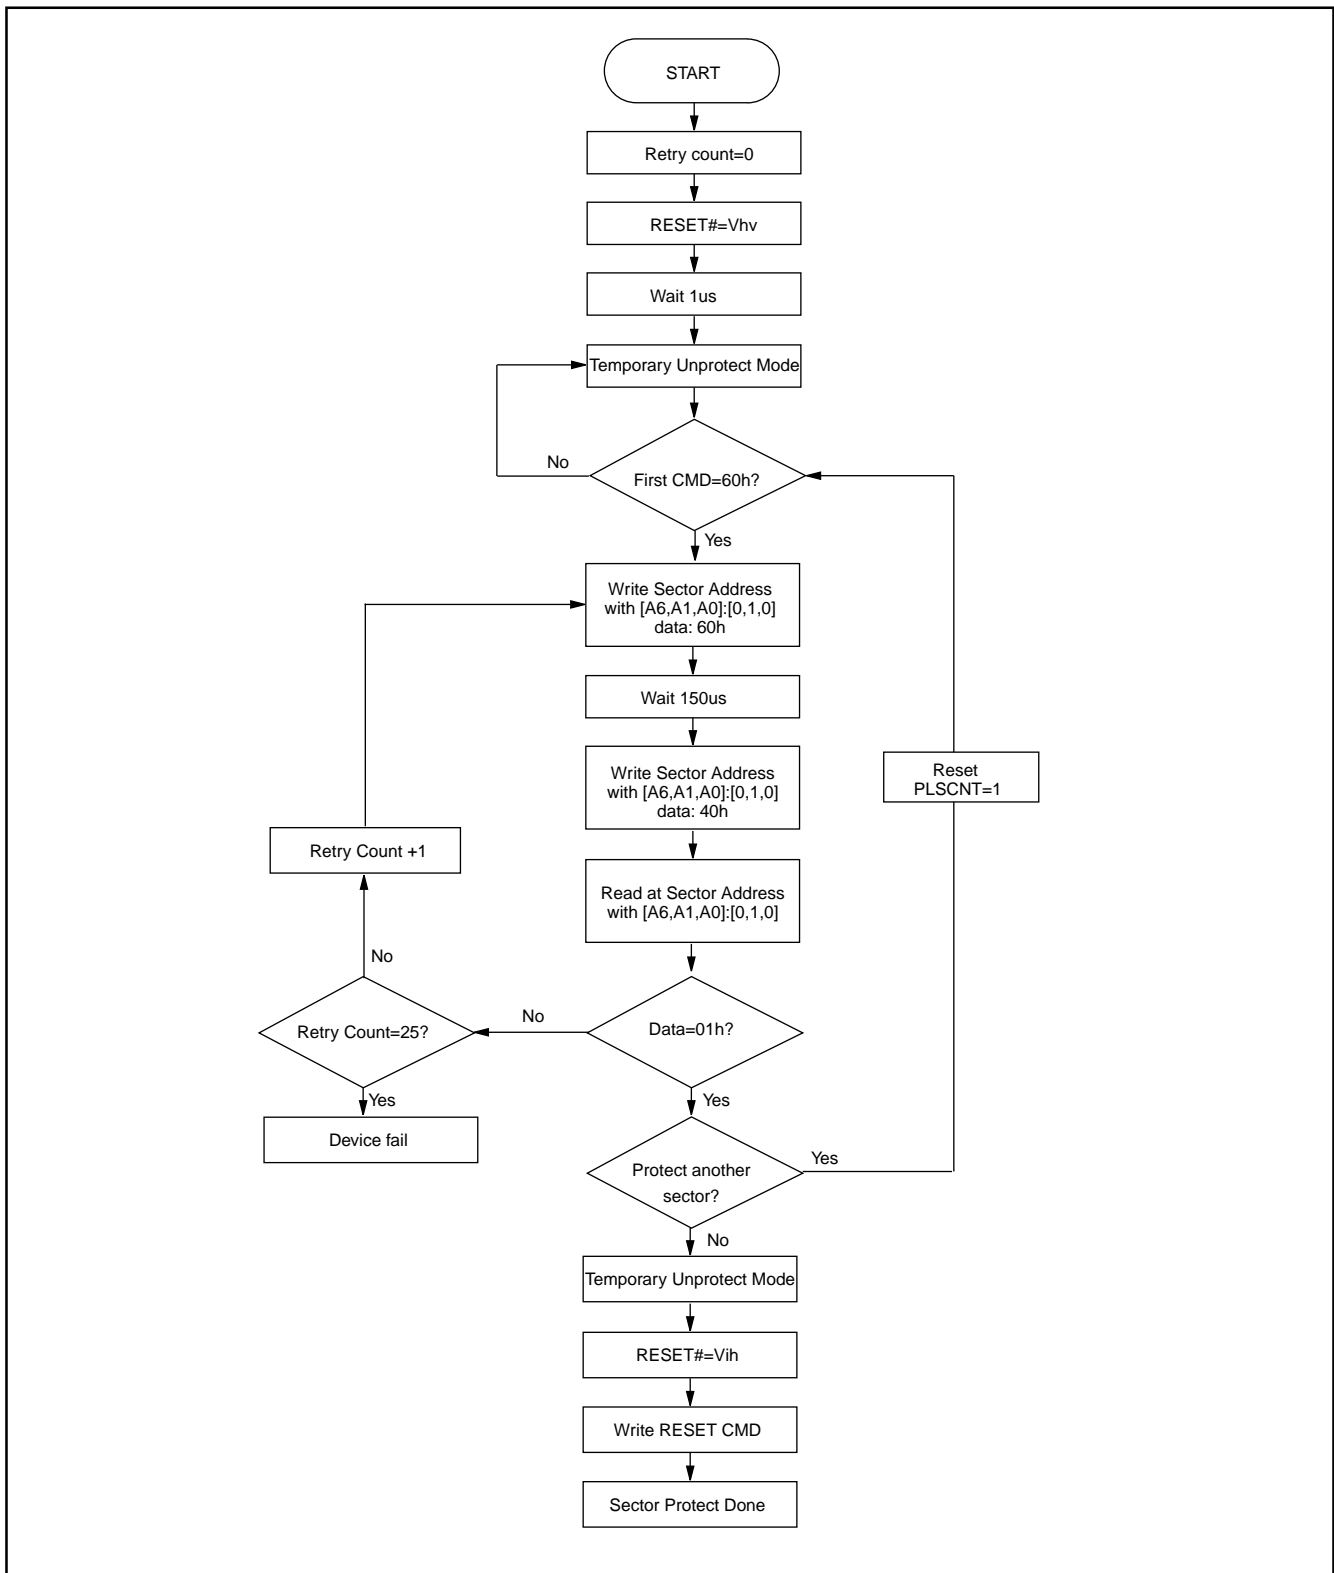 START
Retry count=0
RESET#=Vhv
Wait 1us
Temporary Unprotect Mode
No
First CMD=60h?
Yes
Write Sector Address
with [A6,A1,A0]:[0,1,0]
data: 60h
Wait 150us
Write Sector Address
with [A6,A1,A0]:[0,1,0]
data: 40h
Reset
PLSCNT=1
Retry Count +1
Read at Sector Address
with [A6,A1,A0]:[0,1,0]
No
No
Retry Count=25?
Data=01h?
Yes
Yes
Device fail
Protect another
sector?
Yes
No
Temporary Unprotect Mode
RESET#=Vih
Write RESET CMD
Sector Protect Done